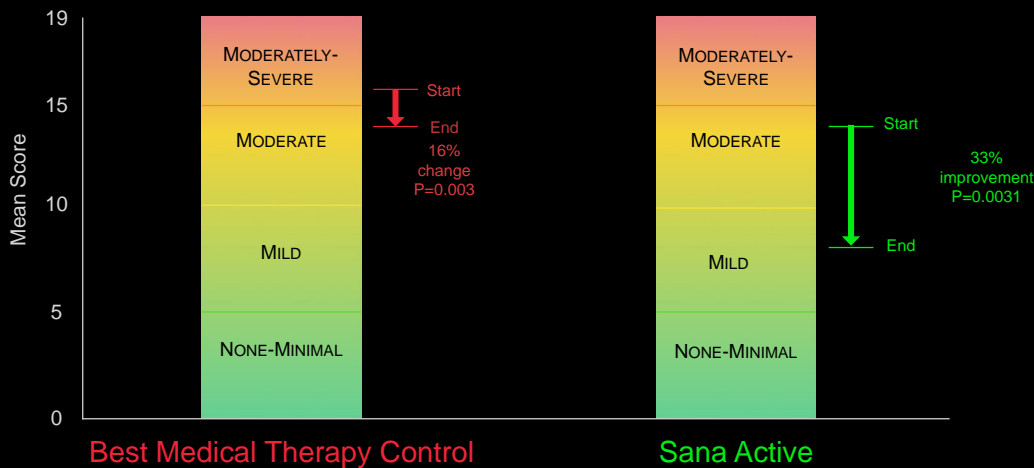 19
15
10
5
0
Mean Score
MODERATELY-
SEVERE
MODERATE
MILD
NONE-MINIMAL
Start
End
16%
change
P=0.003
MODERATELY-
SEVERE
MODERATE
MILD
NONE-MINIMAL
Start
End
33%
improvement
P=0.0031
Best Medical Therapy Control
Sana Active